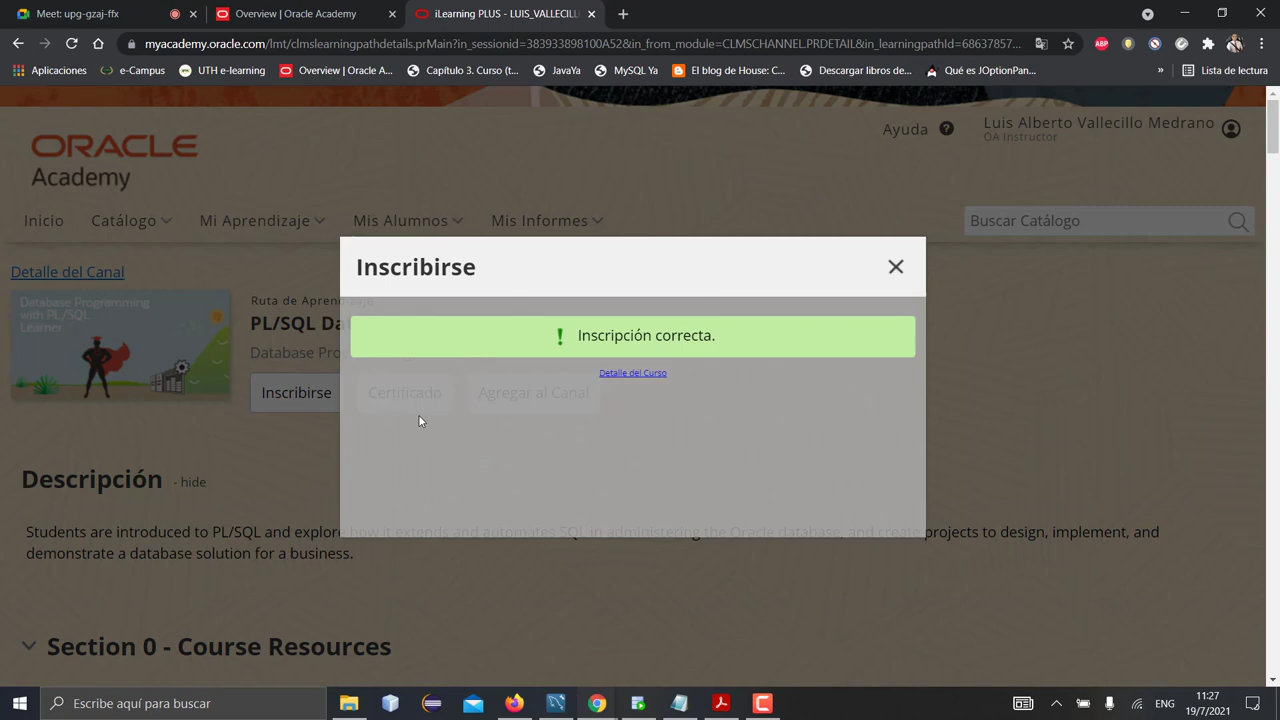 Meet: upg-gzaj-ffx
Overview | Oracle Academy
iLearning PLUS - LUIS_VALLECILL
myacademy.oracle.com/lmt/clmslearningpathdetails.prMain?in_sessionid=383933898100A52&in_from_module=CLMSCHANNEL.PRDETAIL&in_learningpathId=68637857...
Aplicaciones
e-Campus
UTH e-learning
Overview | Oracle A...
Capítulo 3. Curso (t...
JavaYa
MySQL Ya
El blog de House: C...
Descargar libros de...
Qué es JOptionPan...
»
Lista de lectura
ORACLE
Academy
Ayuda
Luis Alberto Vallecillo Medrano
OA Instructor
Inicio
Catálogo
Mi Aprendizaje
Mis Alumnos
Mis Informes
Buscar Catálogo
Detalle del Canal
Inscribirse
Database Programming
with PL/SQL
Learner
Ruta de Aprendizaje
PL/SQL Da
Inscripción correcta.
Database Pro
Detalle del Curso
Inscribirse
Certificado
Agregar al Canal
Descripción - hide
Students are introduced to PL/SQL and explore how it extends and automates SQL in administering the Oracle database, and create projects to design, implement, and
demonstrate a database solution for a business.
Section 0 - Course Resources
Escribe aquí para buscar
ENG
11:27
19/7/2021